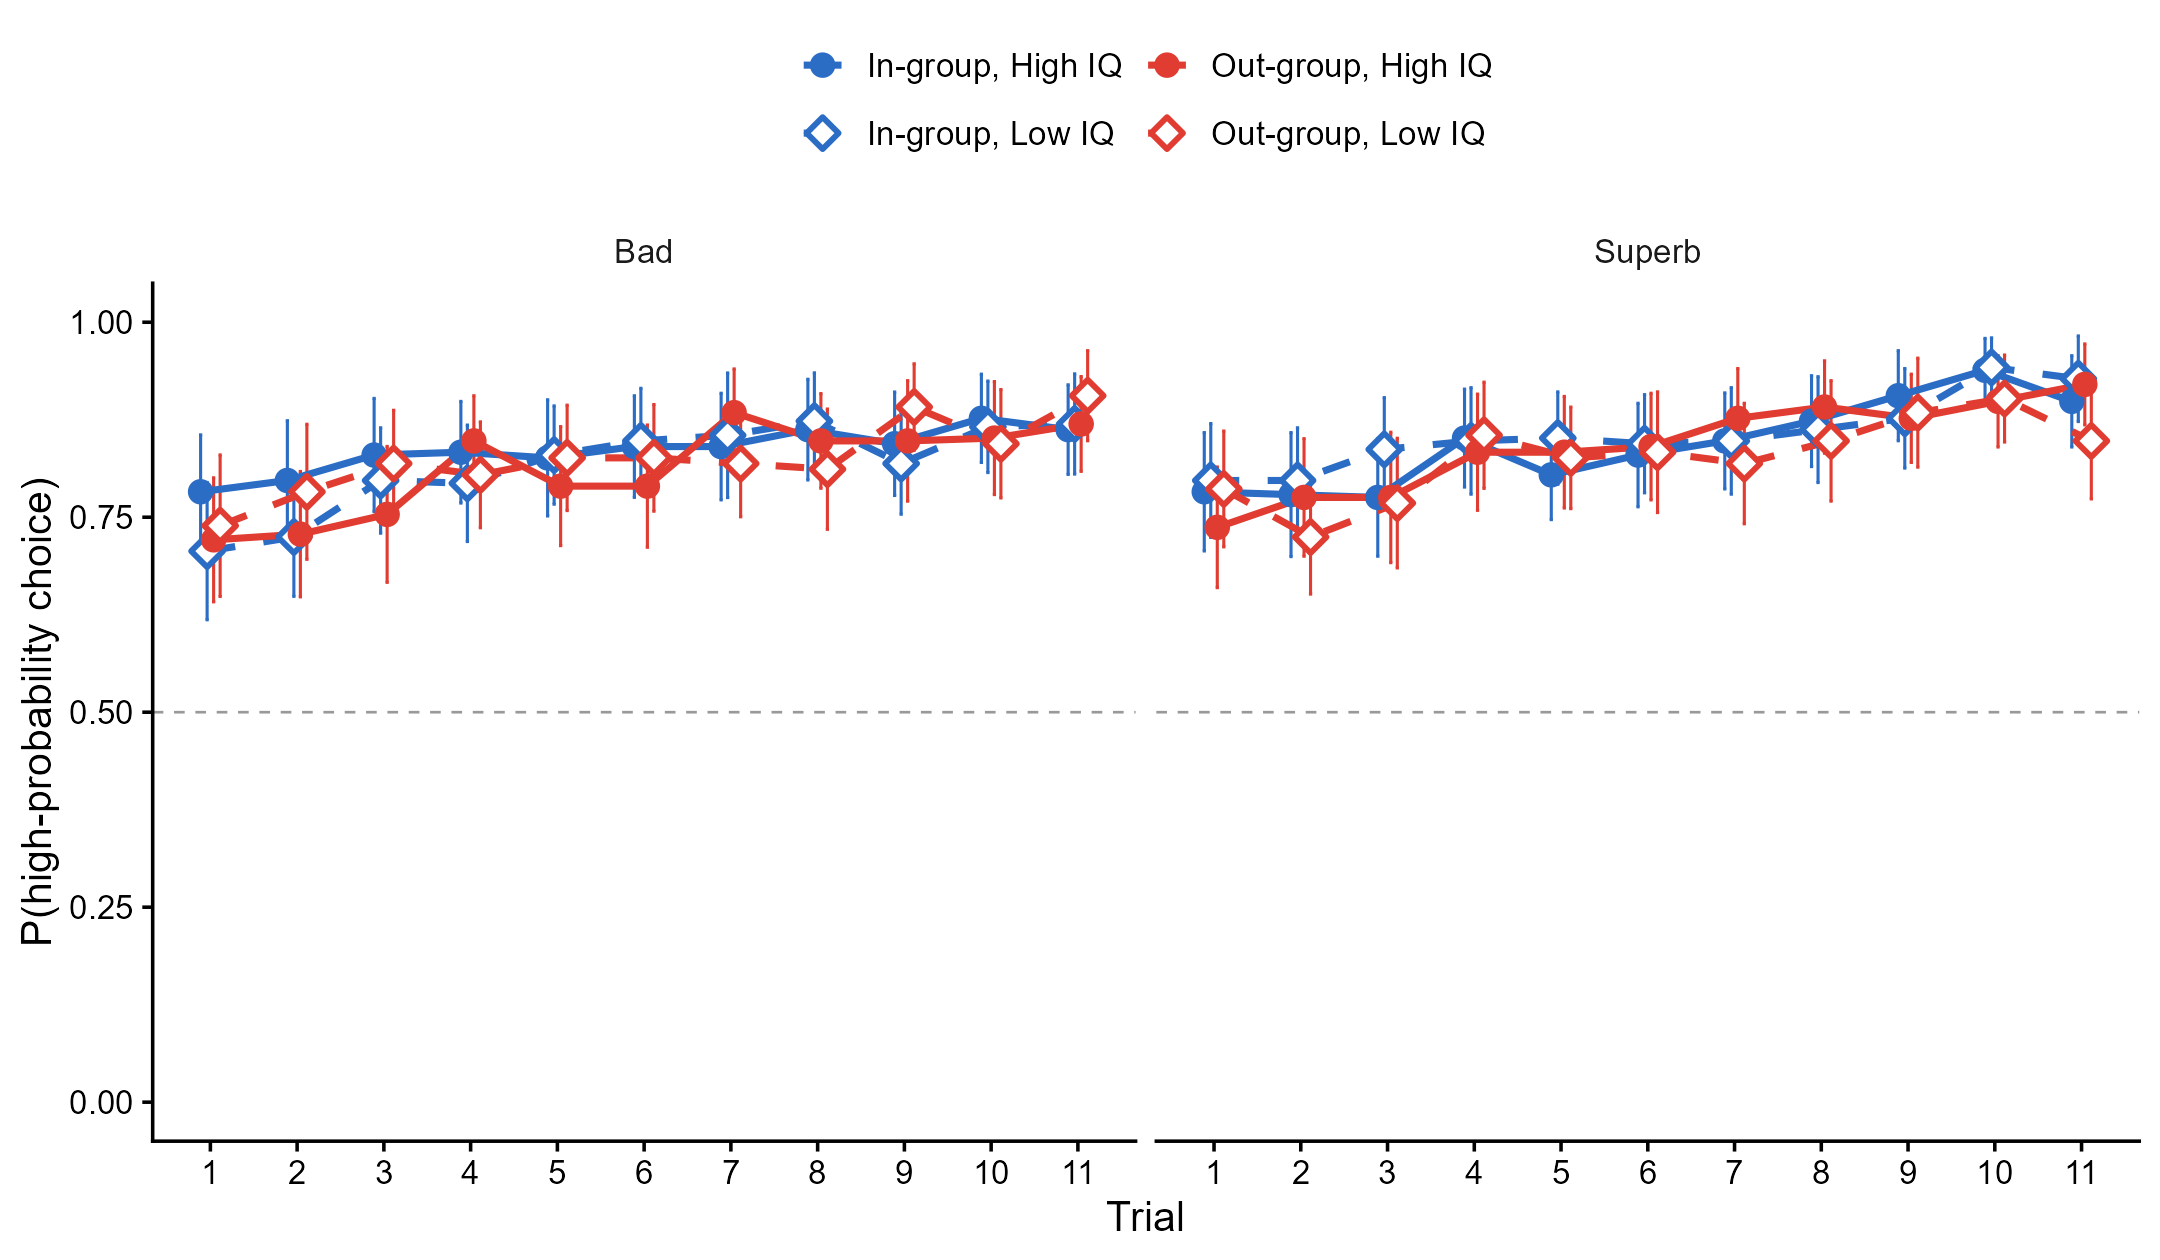 In-group, High IQ Out-group, High IQ
In-group, Low IQ Out-group, Low IQ
Bad Superb
P(high-probability choice)
1.00
0.75
0.50
0.25
0.00
1 2 3 4 5 6 7 8 9 10 11 1 2 3 4 5 6 7 8 9 10 11
Trial